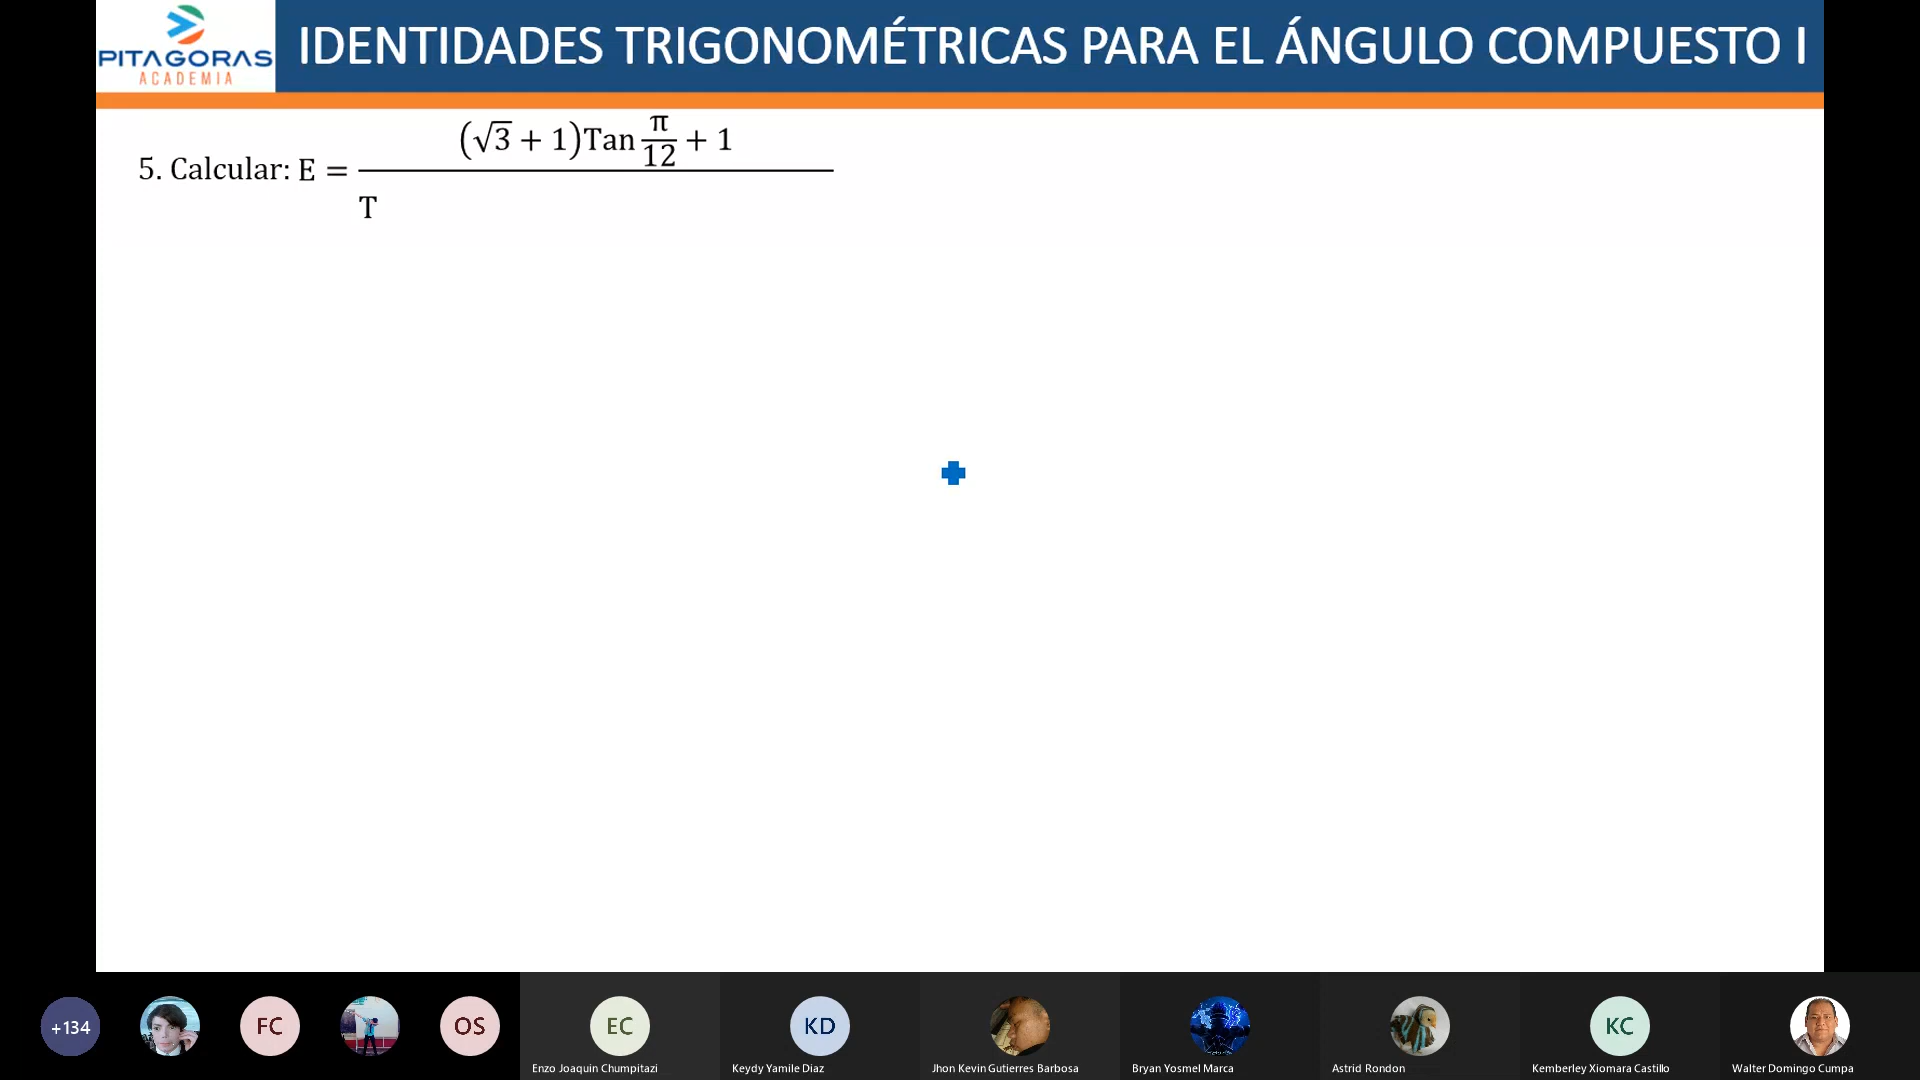 PITAGORAS
ACADEMIA
IDENTIDADES TRIGONOMÉTRICAS PARA EL ÁNGULO COMPUESTO I
5. Calcular: E = 
(√3 + 1)Tan π/12 + 1
T
+134
FC
OS
EC
KD
KC
Enzo Joaquin Chumpitazi
Keydy Yamile Diaz
Jhon Kevin Gutierres Barbosa
Bryan Yosmel Marca
Astrid Rondon
Kemberley Xiomara Castillo
Walter Domingo Cumpa